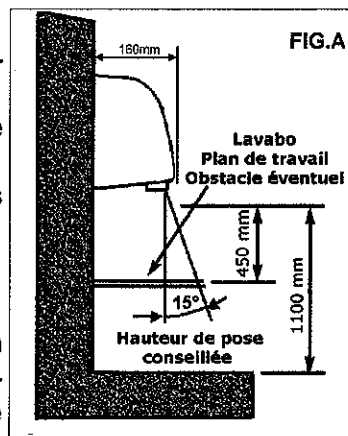 FIG.A
160mm
Lavabo
Plan de travail
Obstacle éventuel
450 mm
1100 mm
15°
Hauteur de pose
conseillée